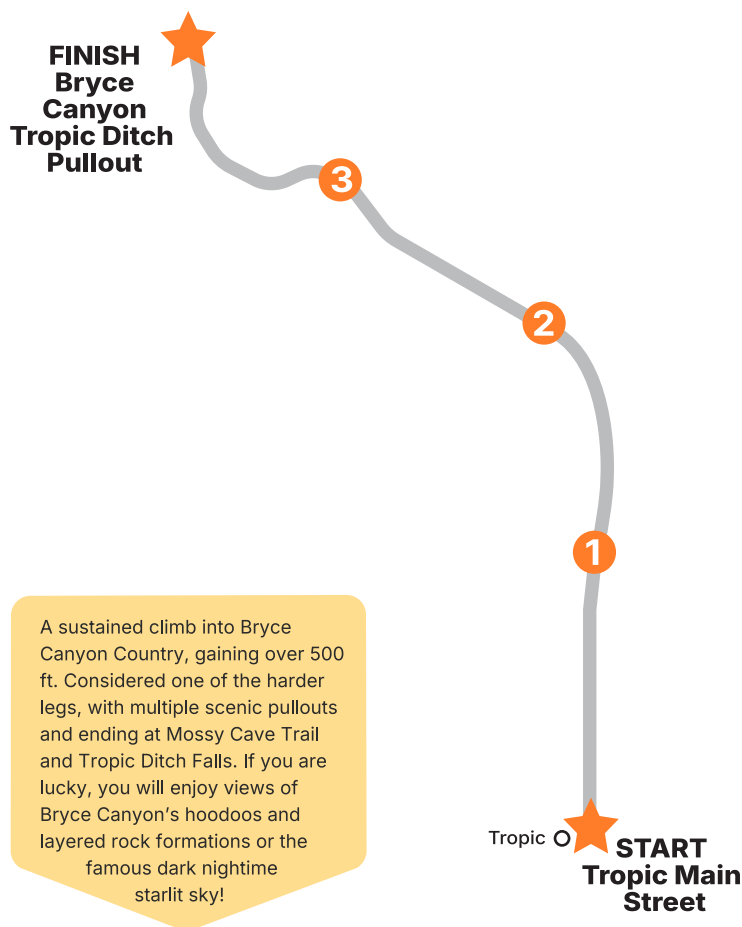 FINISH
Bryce
Canyon
Tropic Ditch
Pullout
3
2
1
A sustained climb into Bryce
Canyon Country, gaining over 500
ft. Considered one of the harder
legs, with multiple scenic pullouts
and ending at Mossy Cave Trail
and Tropic Ditch Falls. If you are
lucky, you will enjoy views of
Bryce Canyon’s hoodoos and
layered rock formations or the
famous dark nightime
starlit sky!
Tropic
START
Tropic Main
Street